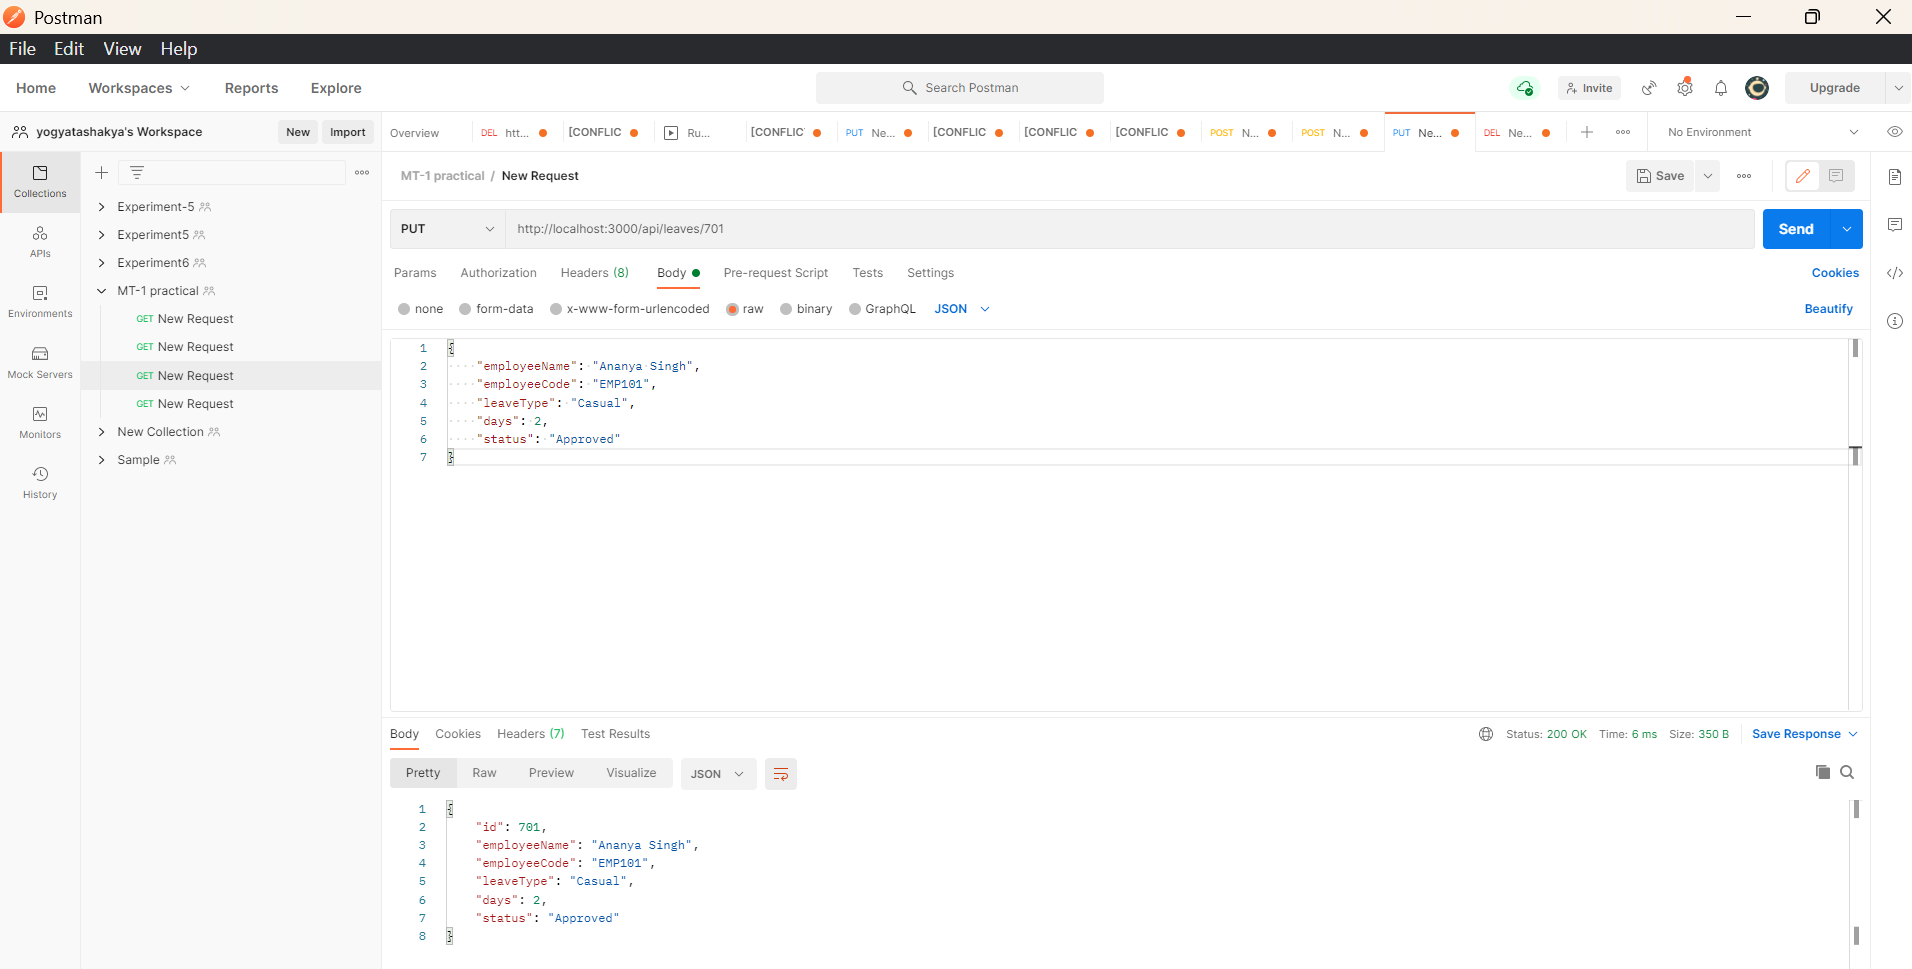 Postman
File Edit View Help
Home Workspaces Reports Explore Search Postman Invite Upgrade
yogyatashakya's Workspace New Import Overview DEL htt... [CONFLIC Ru... [CONFLIC PUT Ne... [CONFLIC [CONFLIC [CONFLIC POST N... POST N... PUT Ne... DEL Ne... No Environment
Collections
APIs
Environments
Mock Servers
Monitors
History
Experiment-5
Experiment5
Experiment6
MT-1 practical
GET New Request
GET New Request
GET New Request
GET New Request
New Collection
Sample
MT-1 practical / New Request Save
PUT http://localhost:3000/api/leaves/701 Send
Params Authorization Headers (8) Body Pre-request Script Tests Settings Cookies
none form-data x-www-form-urlencoded raw binary GraphQL JSON Beautify
1 {
2 "employeeName": "Ananya Singh",
3 "employeeCode": "EMP101",
4 "leaveType": "Casual",
5 "days": 2,
6 "status": "Approved"
7 }
Body Cookies Headers (7) Test Results Status: 200 OK Time: 6 ms Size: 350 B Save Response
Pretty Raw Preview Visualize JSON
1 {
2 "id": 701,
3 "employeeName": "Ananya Singh",
4 "employeeCode": "EMP101",
5 "leaveType": "Casual",
6 "days": 2,
7 "status": "Approved"
8 }